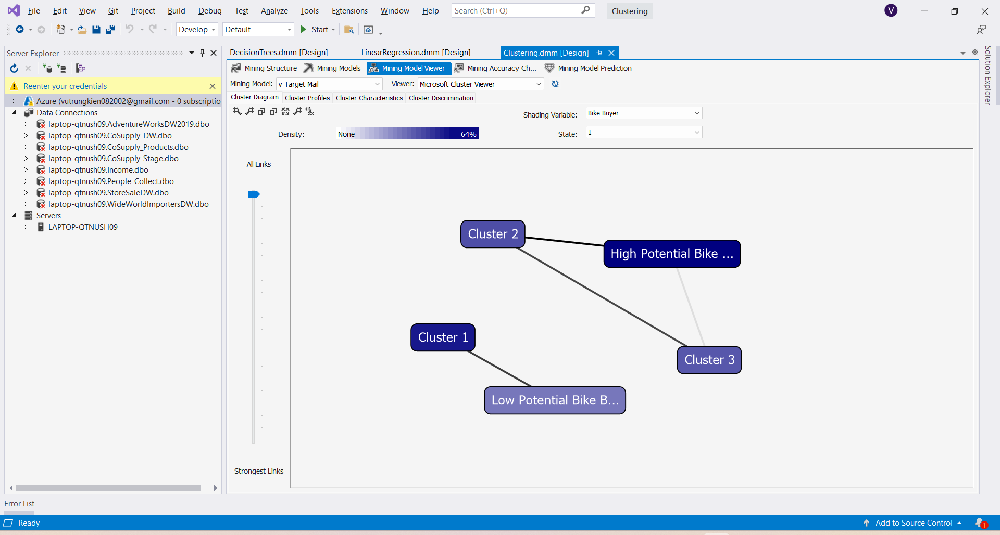 File Edit View Git Project Build Debug Test Analyze Tools Extensions Window Help Search (Ctrl+Q) Clustering V
Develop Default Start
Server Explorer
Reenter your credentials
Azure (vutrungkien082002@gmail.com - 0 subscriptio
Data Connections
laptop-qtnush09.AdventureWorksDW2019.dbo
laptop-qtnush09.CoSupply_DW.dbo
laptop-qtnush09.CoSupply_Products.dbo
laptop-qtnush09.CoSupply_Stage.dbo
laptop-qtnush09.Income.dbo
laptop-qtnush09.People_Collect.dbo
laptop-qtnush09.StoreSaleDW.dbo
laptop-qtnush09.WideWorldImportersDW.dbo
Servers
LAPTOP-QTNUSH09
DecisionTrees.dmm [Design] LinearRegression.dmm [Design] Clustering.dmm [Design]
Mining Structure Mining Models Mining Model Viewer Mining Accuracy Ch... Mining Model Prediction
Mining Model: v Target Mail Viewer: Microsoft Cluster Viewer
Cluster Diagram Cluster Profiles Cluster Characteristics Cluster Discrimination
Shading Variable: Bike Buyer
Density: None 64% State: 1
All Links
Cluster 2
High Potential Bike ...
Cluster 1
Cluster 3
Low Potential Bike B...
Strongest Links
Solution Explorer
Error List
Ready Add to Source Control 1